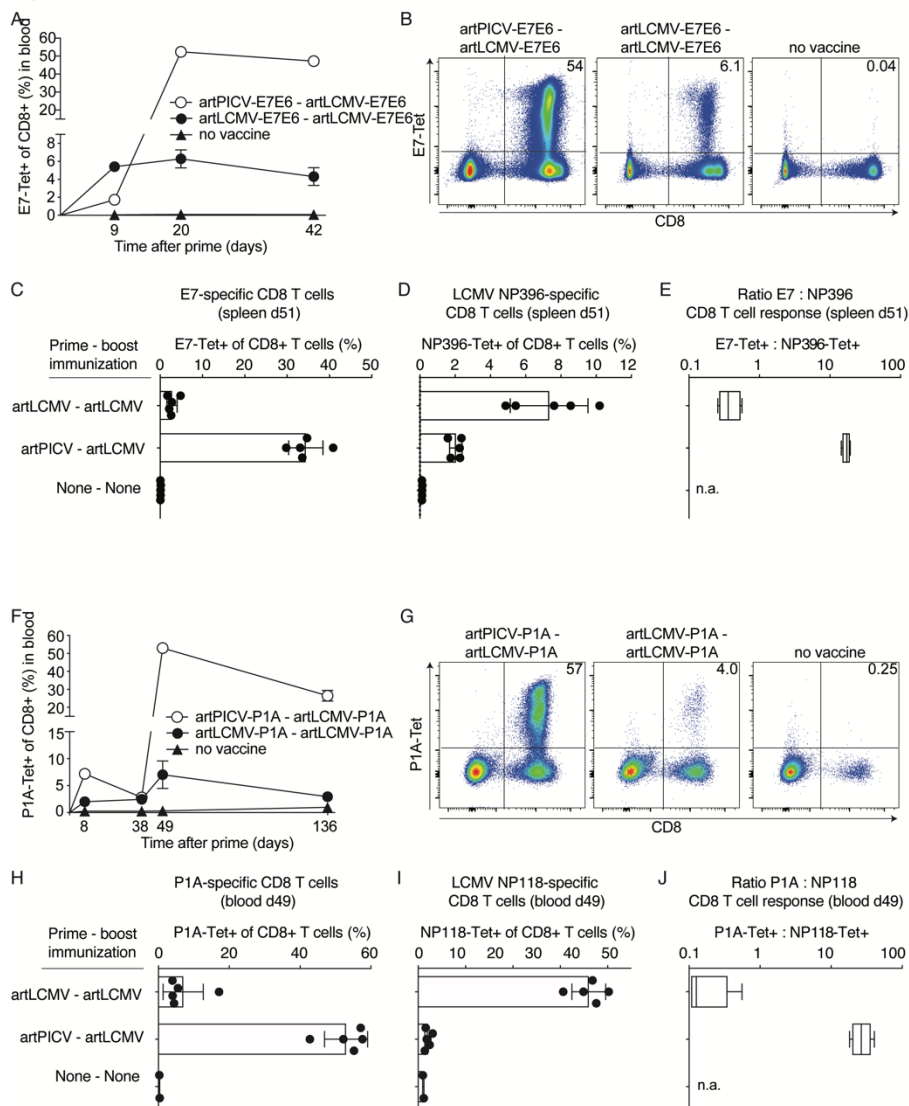 A
E7-Tet+ of CD8+ (%) in blood
60
50
40
30
20
10
8
6
4
2
0
artPICV-E7E6 - artLCMV-E7E6
artLCMV-E7E6 - artLCMV-E7E6
no vaccine
9 20 42
Time after prime (days)
B
artPICV-E7E6 -
artLCMV-E7E6
54
artLCMV-E7E6 -
artLCMV-E7E6
6.1
no vaccine
0.04
E7-Tet
CD8
C
E7-specific CD8 T cells
(spleen d51)
Prime - boost
immunization
E7-Tet+ of CD8+ T cells (%)
0 10 20 30 40 50
artLCMV - artLCMV
artPICV - artLCMV
None - None
D
LCMV NP396-specific
CD8 T cells (spleen d51)
NP396-Tet+ of CD8+ T cells (%)
0 2 4 6 8 10 12
E
Ratio E7 : NP396
CD8 T cell response (spleen d51)
E7-Tet+ : NP396-Tet+
0.1 1 10 100
n.a.
F
P1A-Tet+ of CD8+ (%) in blood
60
50
40
30
20
15
10
5
0
artPICV-P1A - artLCMV-P1A
artLCMV-P1A - artLCMV-P1A
no vaccine
8 38 49 136
Time after prime (days)
G
artPICV-P1A -
artLCMV-P1A
57
artLCMV-P1A -
artLCMV-P1A
4.0
no vaccine
0.25
P1A-Tet
CD8
H
P1A-specific CD8 T cells
(blood d49)
Prime - boost
immunization
P1A-Tet+ of CD8+ T cells (%)
0 20 40 60
artLCMV - artLCMV
artPICV - artLCMV
None - None
I
LCMV NP118-specific
CD8 T cells (blood d49)
NP118-Tet+ of CD8+ T cells (%)
0 10 20 30 40 50
J
Ratio P1A : NP118
CD8 T cell response (blood d49)
P1A-Tet+ : NP118-Tet+
0.1 1 10 100
n.a.